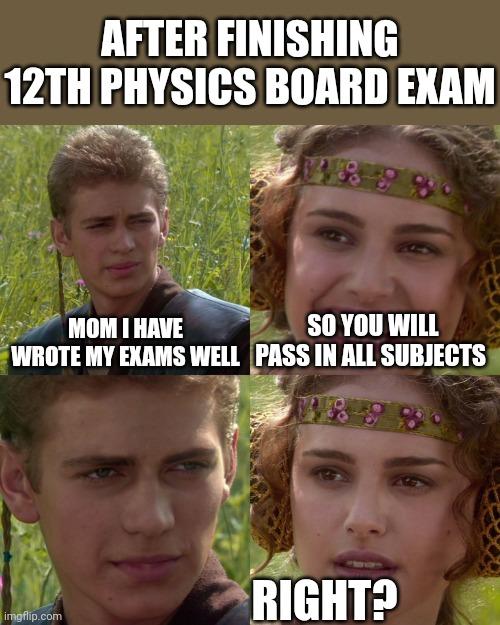 AFTER FINISHING
12TH PHYSICS BOARD EXAM
MOM I HAVE
WROTE MY EXAMS WELL
SO YOU WILL
PASS IN ALL SUBJECTS
RIGHT?
imgflip.com